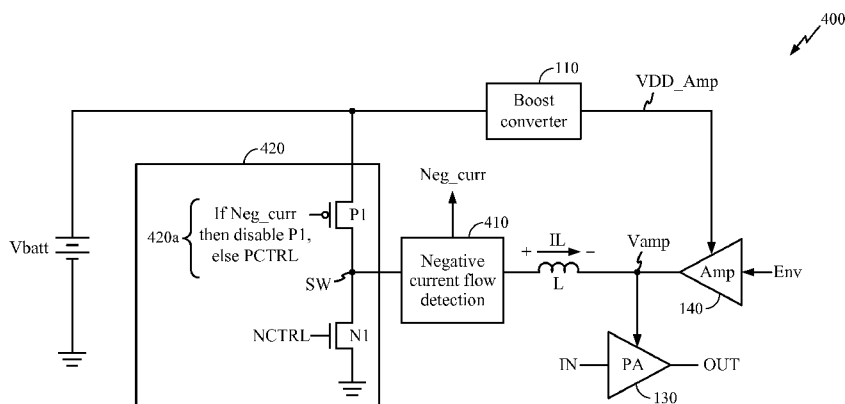 400
110
VDD_Amp
Boost
converter
420
Neg_curr
410
If Neg_curr
then disable P1,
else PCTRL
P1
420a
Vbatt
SW
Negative
current flow
detection
+ IL –
L
Vamp
Amp
Env
140
NCTRL
N1
IN
PA
OUT
130